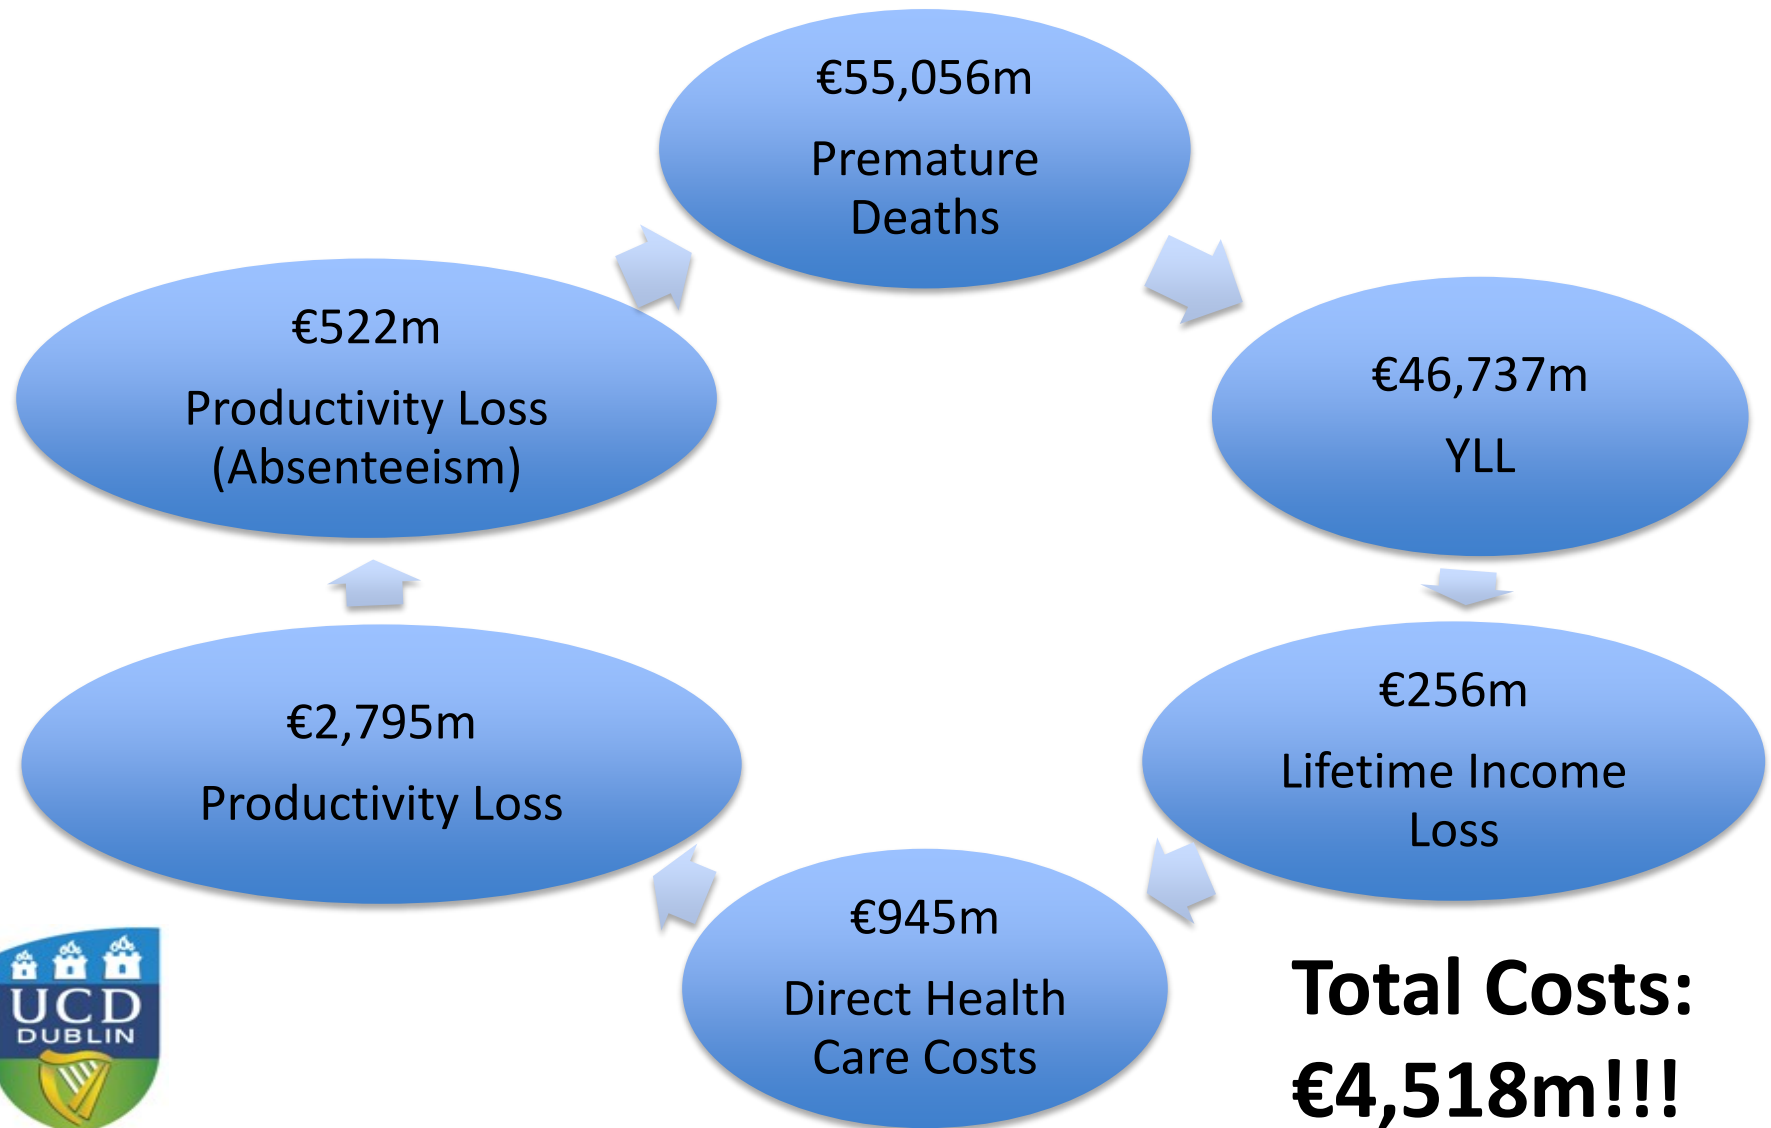 €55,056m
Premature
Deaths
€46,737m
YLL
€256m
Lifetime Income
Loss
€945m
Direct Health
Care Costs
€2,795m
Productivity Loss
€522m
Productivity Loss
(Absenteeism)
Total Costs:
€4,518m!!!
UCD
DUBLIN